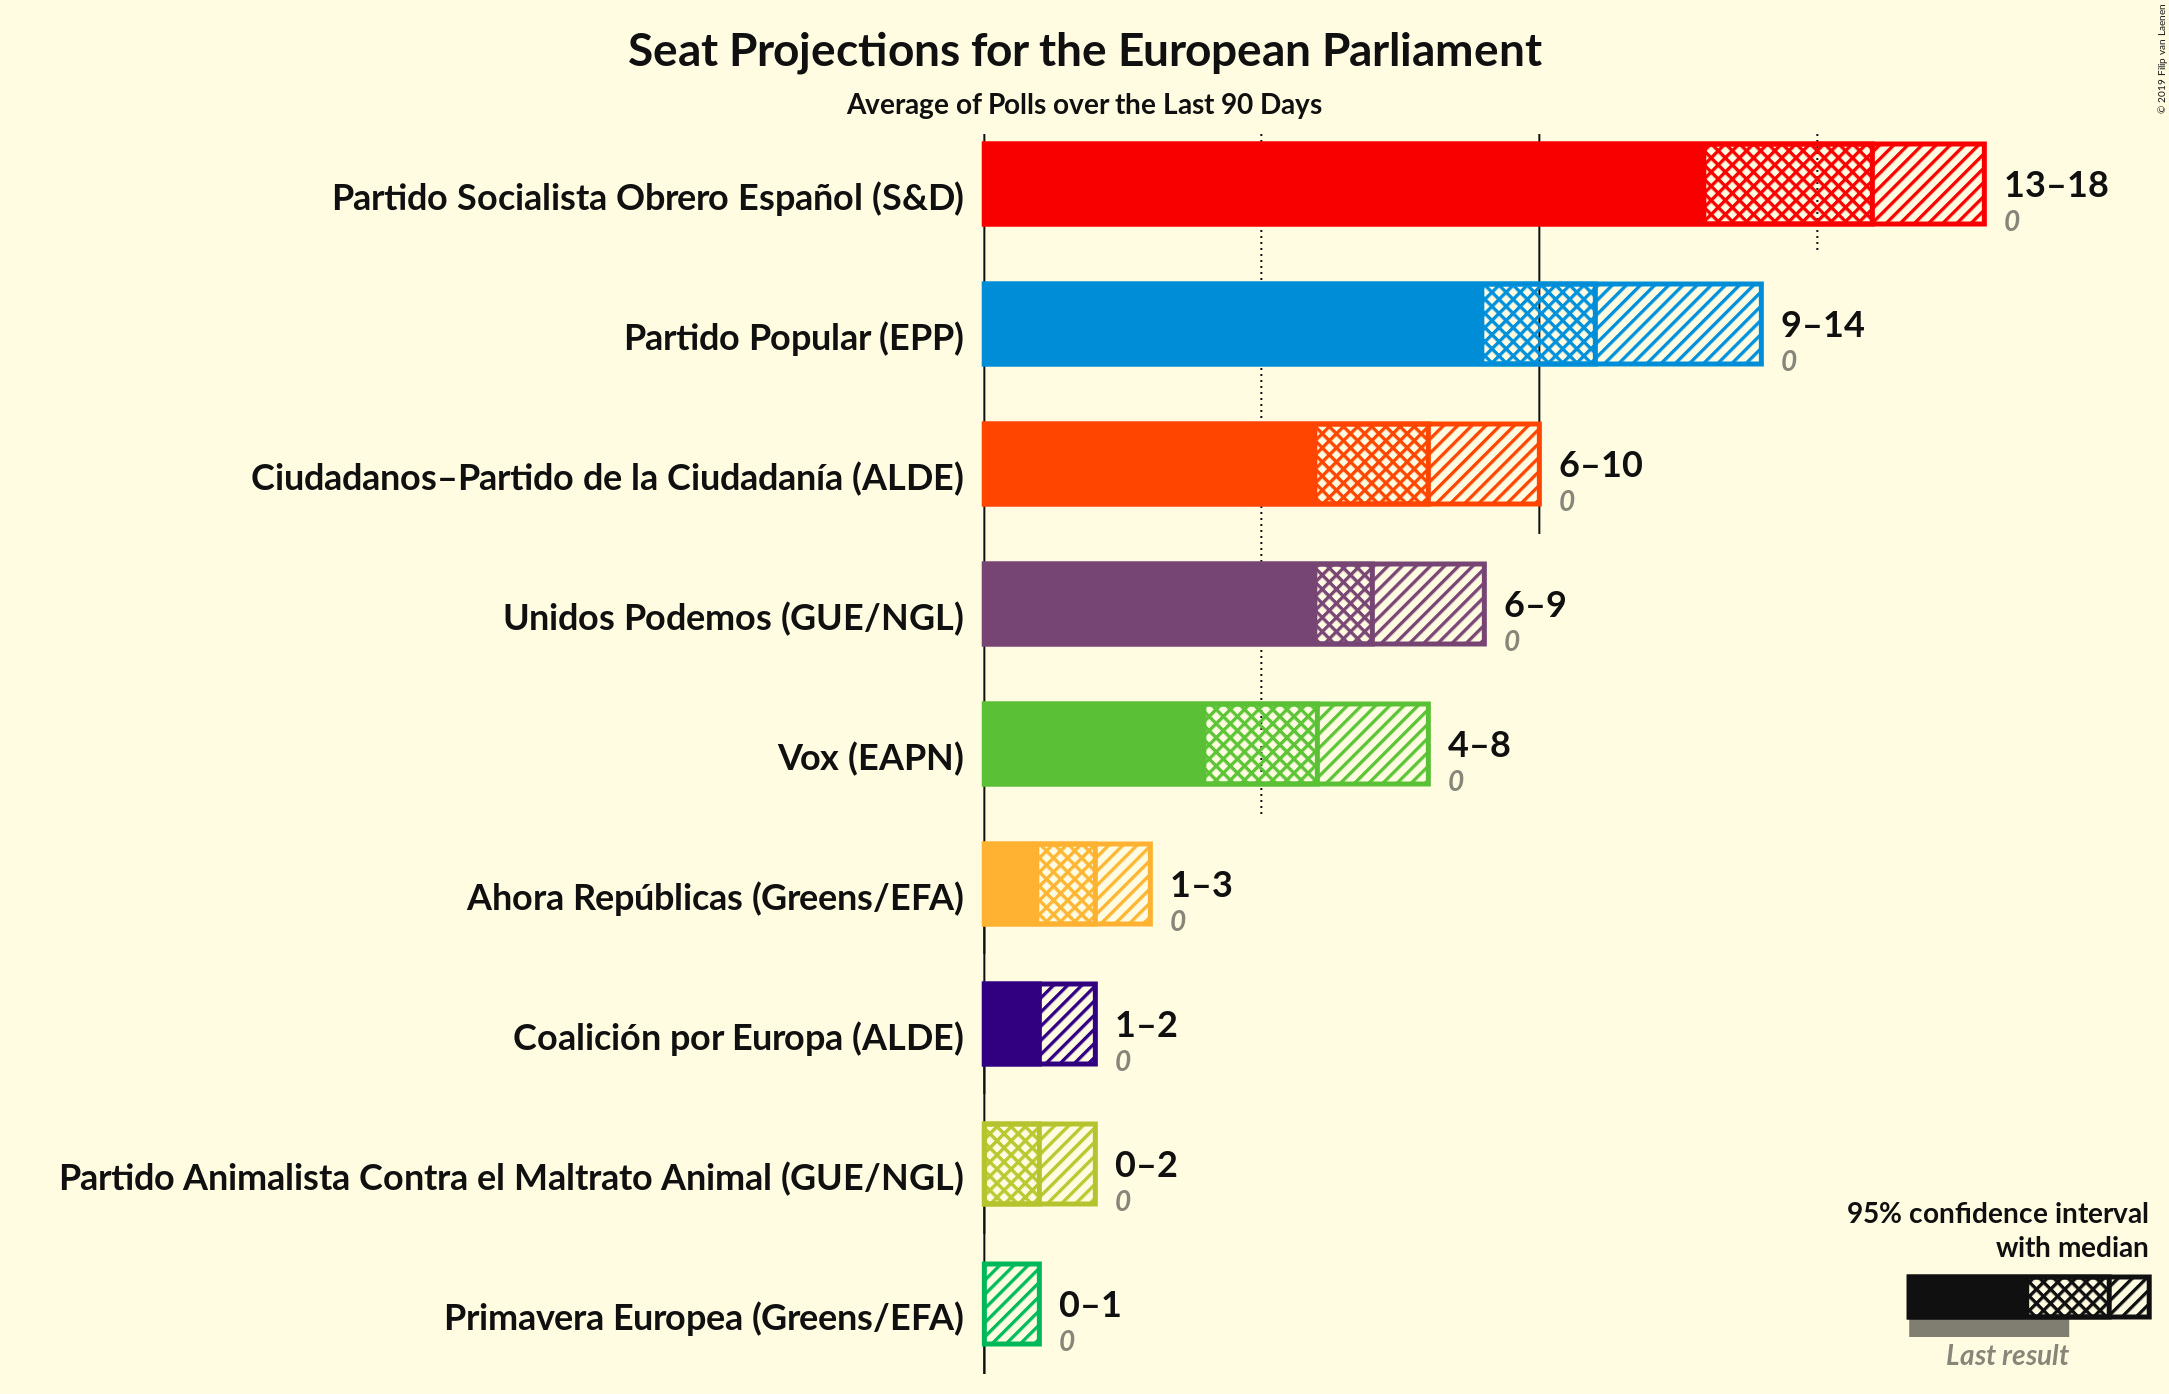 © 2019 Filip van Laenen
Seat Projections for the European Parliament
Average of Polls over the Last 90 Days
Partido Socialista Obrero Español (S&D)
13–18
0
Partido Popular (EPP)
9–14
0
Ciudadanos–Partido de la Ciudadanía (ALDE)
6–10
0
Unidos Podemos (GUE/NGL)
6–9
0
Vox (EAPN)
4–8
0
Ahora Repúblicas (Greens/EFA)
1–3
0
Coalición por Europa (ALDE)
1–2
0
Partido Animalista Contra el Maltrato Animal (GUE/NGL)
0–2
0
Primavera Europea (Greens/EFA)
0–1
0
95% confidence interval
with median
Last result